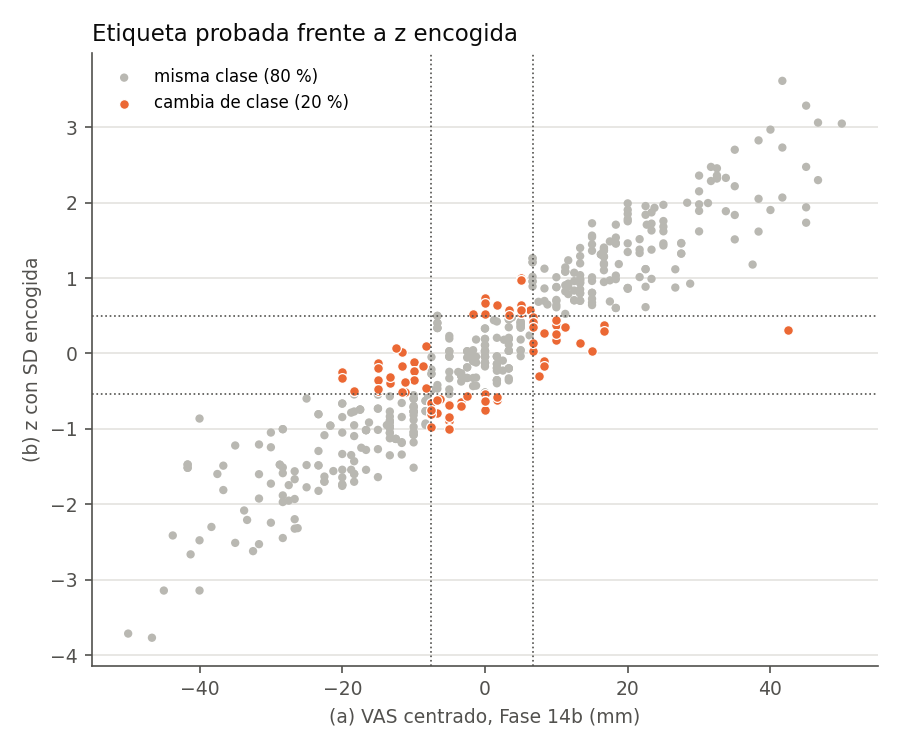 Etiqueta probada frente a z encogida
misma clase (80 %)
cambia de clase (20 %)
3
2
1
0
−1
−2
−3
−4
(b) z con SD encogida
−40
−20
0
20
40
(a) VAS centrado, Fase 14b (mm)